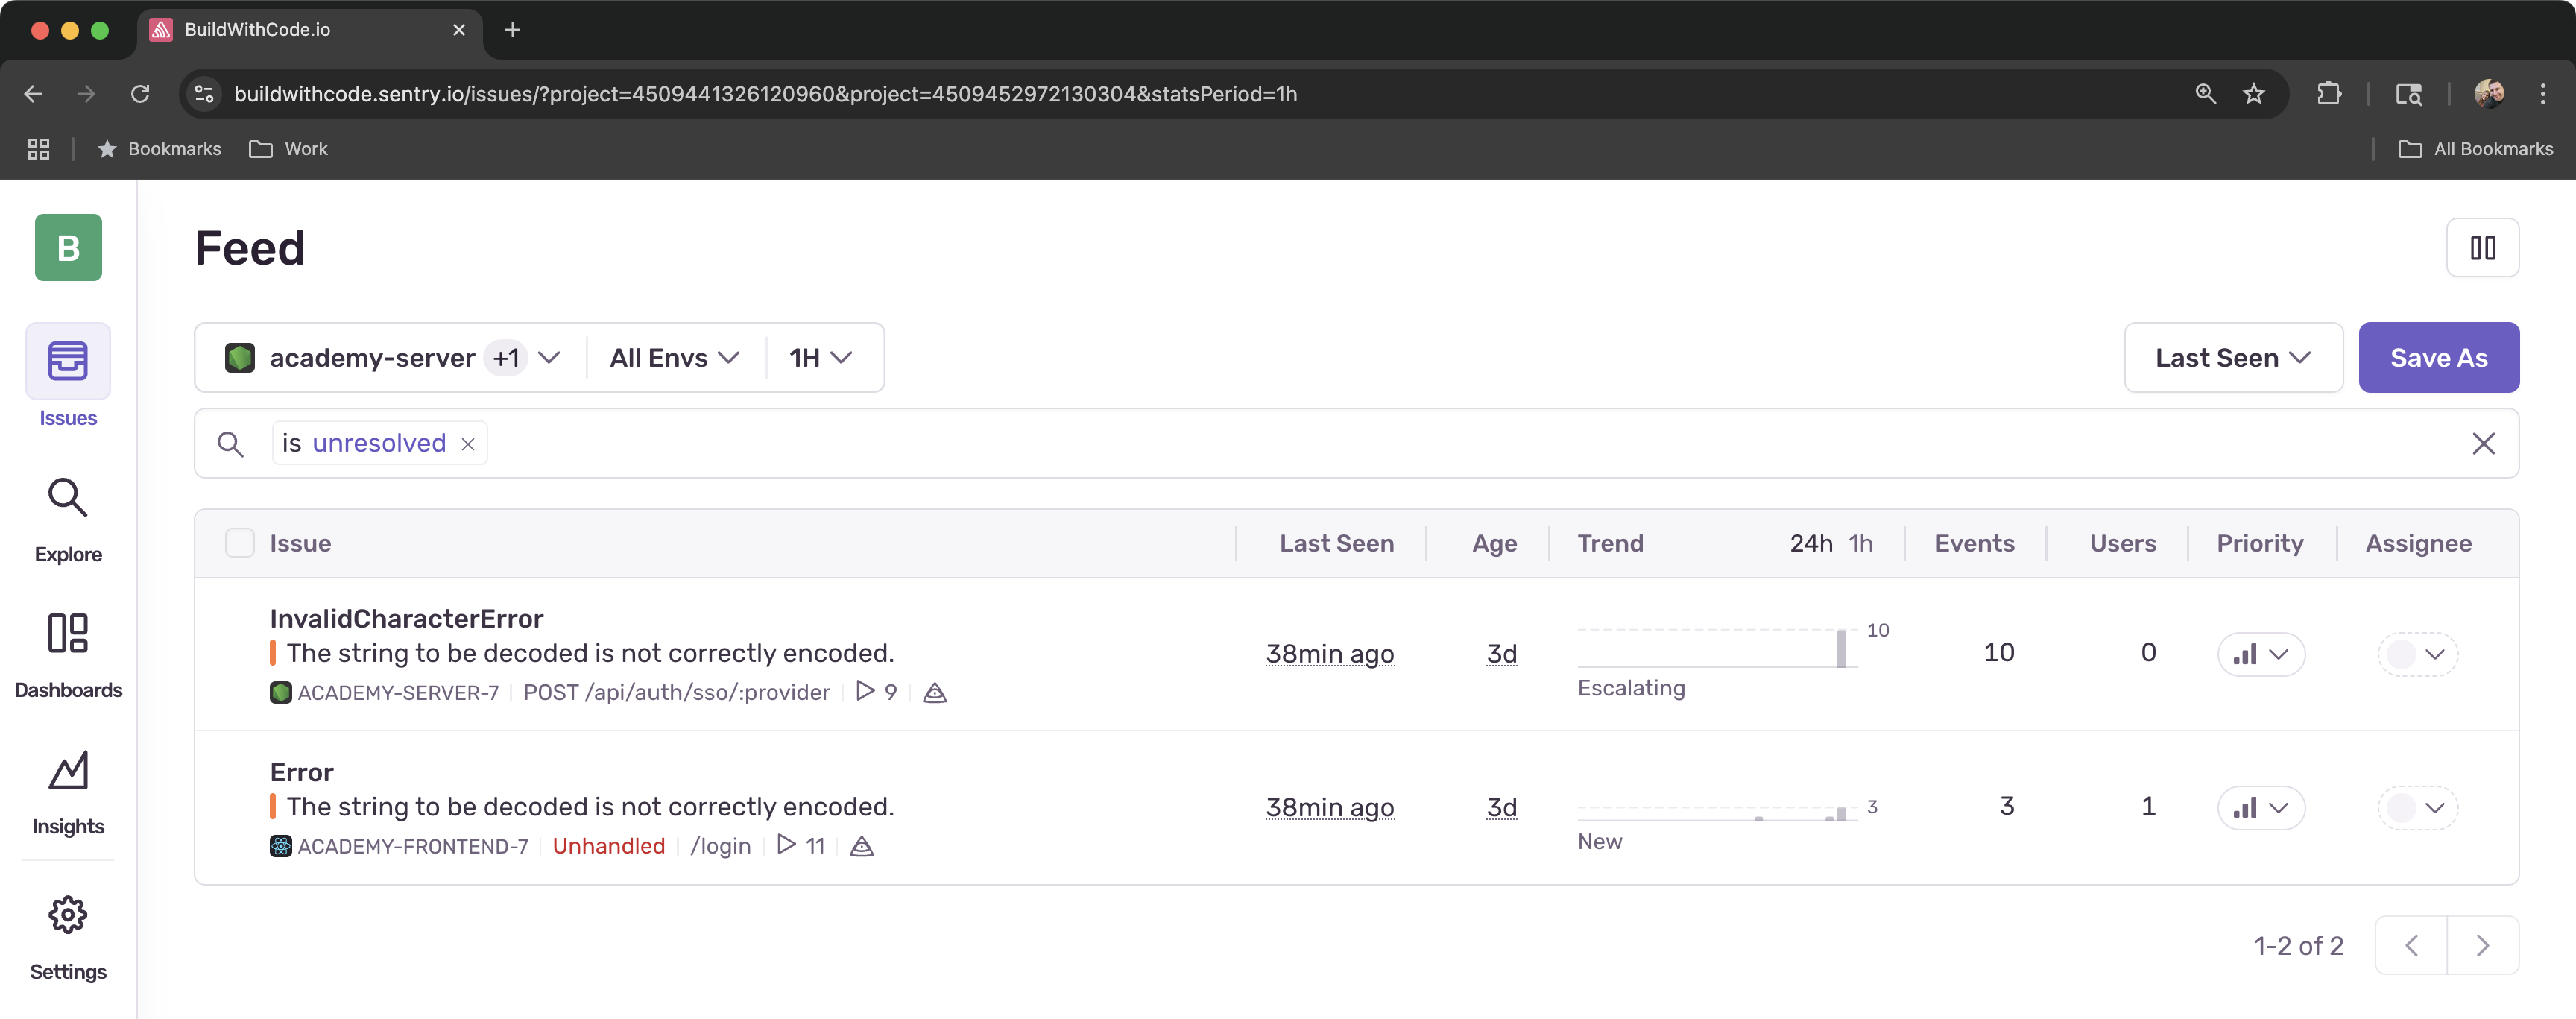 BuildWithCode.io
buildwithcode.sentry.io/issues/?project=4509441326120960&project=4509452972130304&statsPeriod=1h
Bookmarks
Work
All Bookmarks
B
Issues
Explore
Dashboards
Insights
Settings
Feed
academy-server +1
All Envs
1H
Last Seen
Save As
is unresolved
Issue
Last Seen
Age
Trend
24h 1h
Events
Users
Priority
Assignee
InvalidCharacterError
The string to be decoded is not correctly encoded.
ACADEMY-SERVER-7 POST /api/auth/sso/:provider 9
38min ago
3d
10
Escalating
10
0
Error
The string to be decoded is not correctly encoded.
ACADEMY-FRONTEND-7 Unhandled /login 11
38min ago
3d
3
New
3
1
1-2 of 2